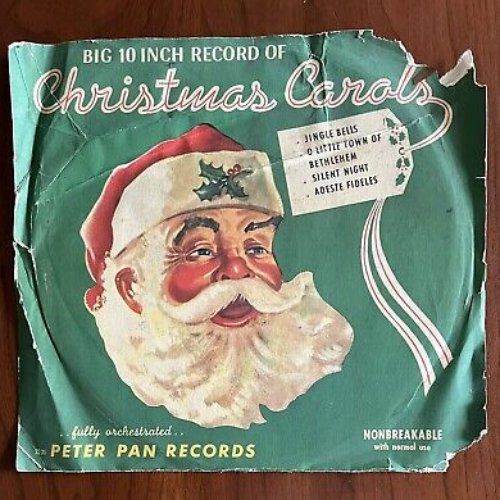 BIG 10 INCH RECORD OF
Christmas Carols
. JINGLE BELLS
. O LITTLE TOWN OF
BETHLEHEM
. SILENT NIGHT
. ADESTE FIDELES
. . fully orchestrated . .
PETER PAN RECORDS
NONBREAKABLE
with normal use